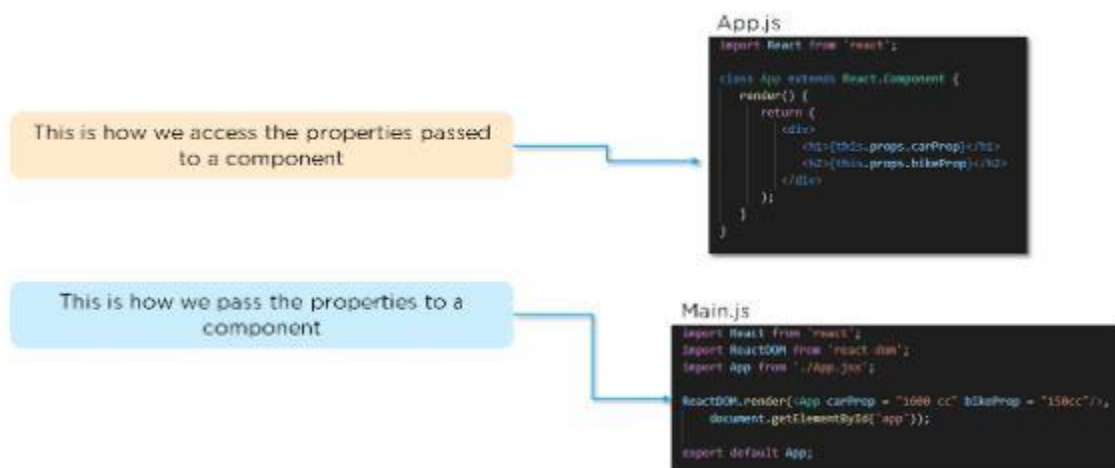 App.js
import React from 'react';
class App extends React.Component {
render() {
return (
<div>
<h1>{this.props.carProp}</h1>
<h2>{this.props.bikeProp}</h2>
</div>
);
}
}
This is how we access the properties passed
to a component
This is how we pass the properties to a
component
Main.js
import React from 'react';
import ReactDOM from 'react-dom';
import App from './App.jsx';
ReactDOM.render(<App carProp = "1600 cc" bikeProp = "150cc"/>,
document.getElementById('app'));
export default App;